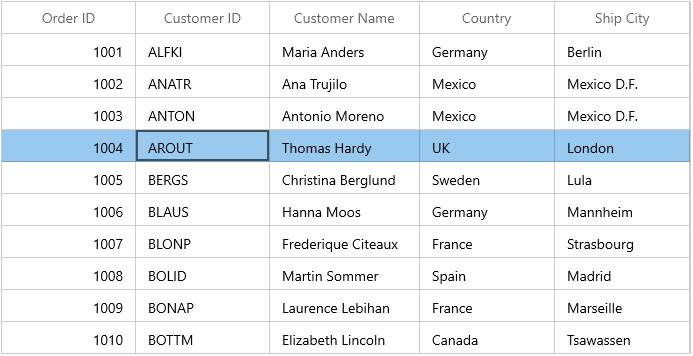 Order ID Customer ID Customer Name Country Ship City
1001 ALFKI Maria Anders Germany Berlin
1002 ANATR Ana Trujilo Mexico Mexico D.F.
1003 ANTON Antonio Moreno Mexico Mexico D.F.
1004 AROUT Thomas Hardy UK London
1005 BERGS Christina Berglund Sweden Lula
1006 BLAUS Hanna Moos Germany Mannheim
1007 BLONP Frederique Citeaux France Strasbourg
1008 BOLID Martin Sommer Spain Madrid
1009 BONAP Laurence Lebihan France Marseille
1010 BOTTM Elizabeth Lincoln Canada Tsawassen